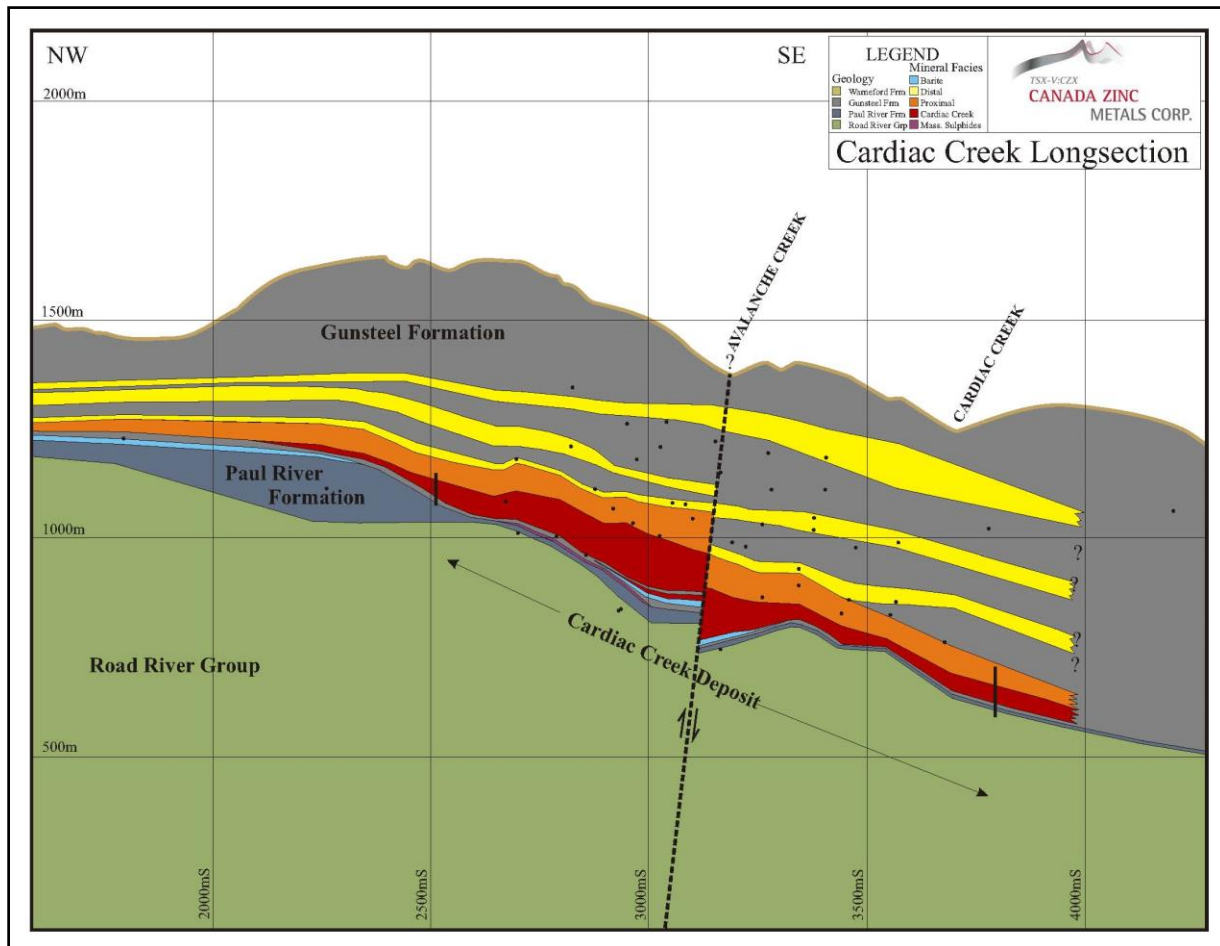 NW
SE
LEGEND
Geology
Mineral Facies
Warneford Frm
Gunsteel Frm
Paul River Frm
Road River Grp
Barite
Distal
Proximal
Cardiac Creek
Mass. Sulphides
TSX-V:CZX
CANADA ZINC
METALS CORP.
Cardiac Creek Longsection
2000m
1500m
1000m
500m
? AVALANCHE CREEK
CARDIAC CREEK
Gunsteel Formation
Paul River
Formation
Road River Group
Cardiac Creek Deposit
?
?
?
?
2000mS
2500mS
3000mS
3500mS
4000mS